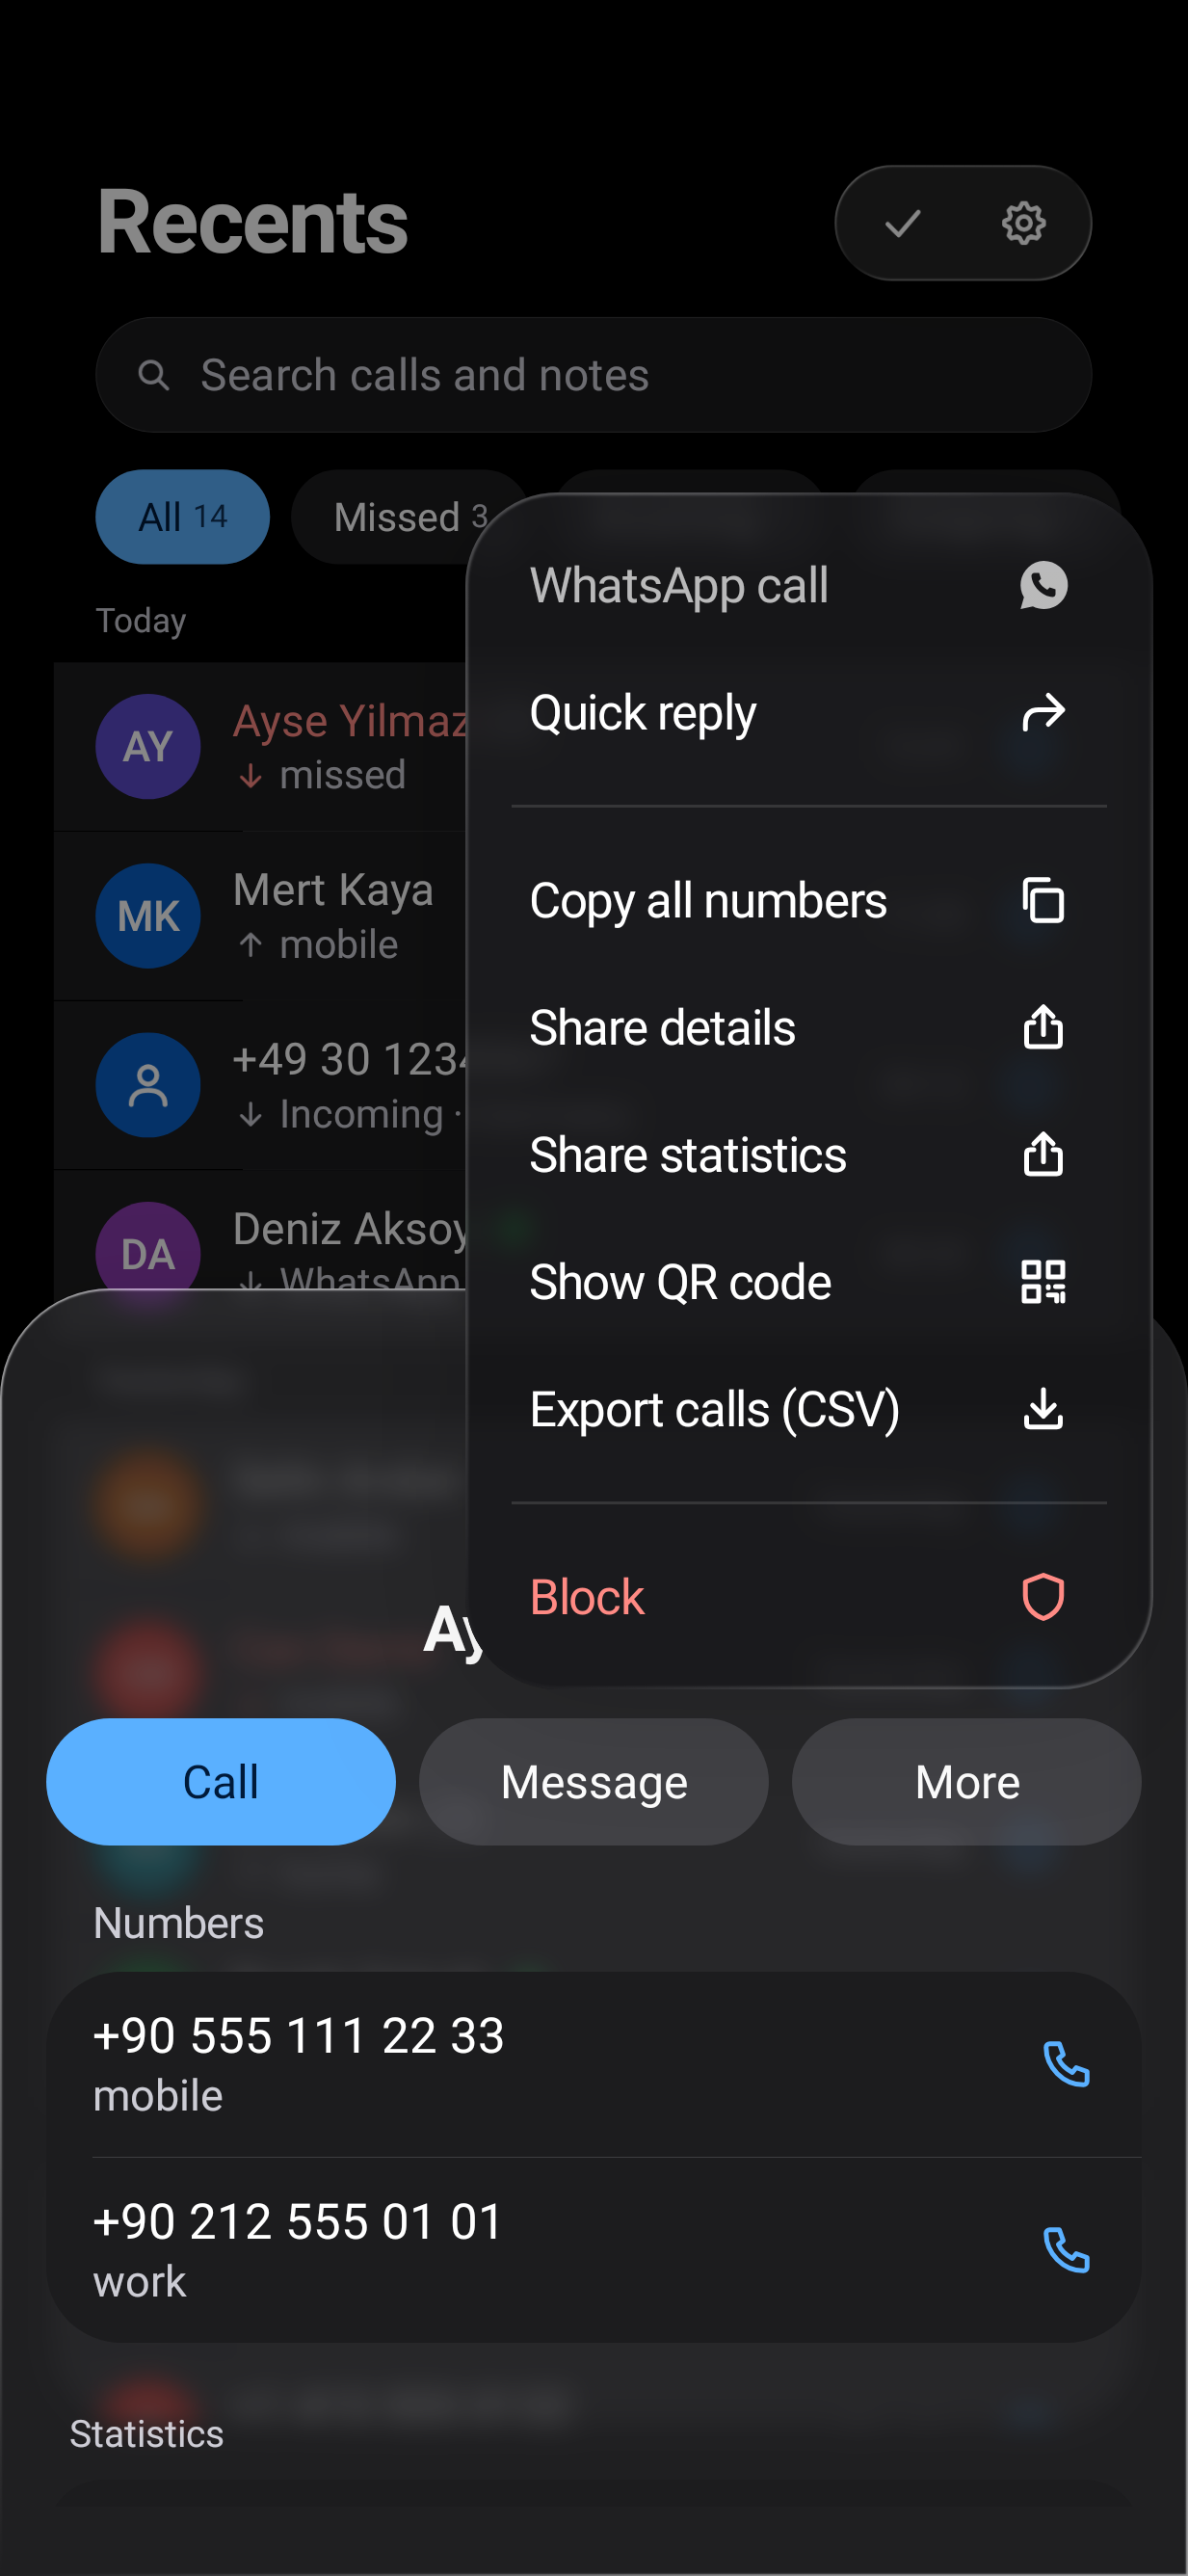 Recents
Search calls and notes
All 14
Missed 3
Today
AY
Ayse Yilmaz
missed
MK
Mert Kaya
mobile
+49 30 1234
Incoming ·
DA
Deniz Aksoy
WhatsApp
WhatsApp call
Quick reply
Copy all numbers
Share details
Share statistics
Show QR code
Export calls (CSV)
Block
Ay
Call
Message
More
Numbers
+90 555 111 22 33
mobile
+90 212 555 01 01
work
Statistics